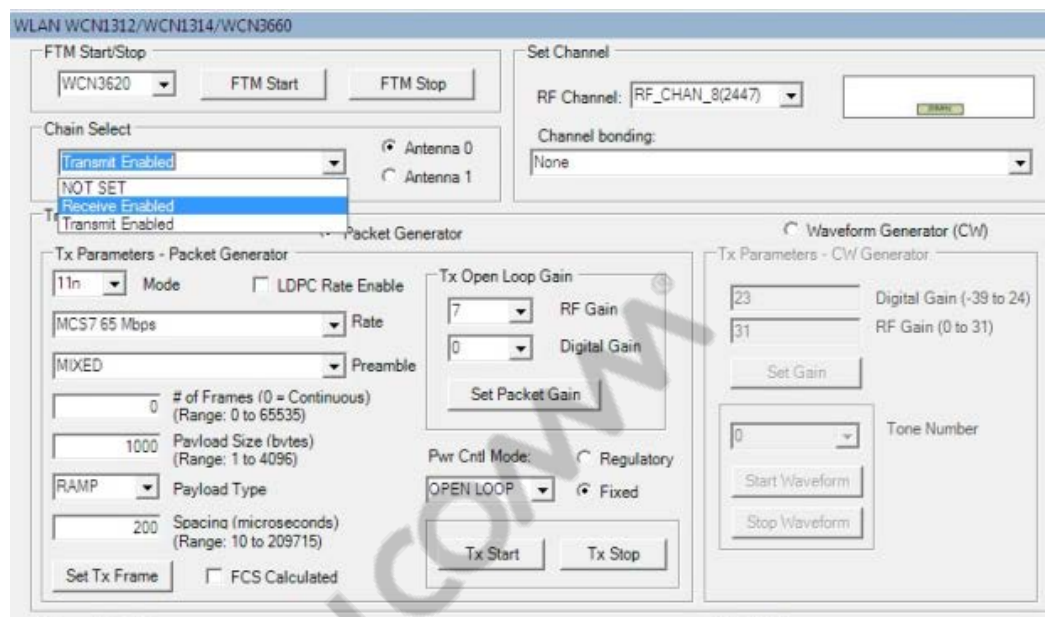 WLAN WCN1312/WCN1314/WCN3660
FTM Start/Stop
WCN3620
FTM Start
FTM Stop
Set Channel
RF Channel: RF_CHAN_8(2447)
Channel bonding:
None
Chain Select
Transmit Enabled
Antenna 0
Antenna 1
NOT SET
Receive Enabled
Transmit Enabled
Packet Generator
Waveform Generator (CW)
Tx Parameters - Packet Generator
11n Mode
LDPC Rate Enable
MCS7 65 Mbps Rate
MIXED Preamble
0 # of Frames (0 = Continuous)
(Range: 0 to 65535)
1000 Payload Size (bytes)
(Range: 1 to 4096)
RAMP Payload Type
200 Spacing (microseconds)
(Range: 10 to 209715)
Set Tx Frame
FCS Calculated
Tx Open Loop Gain
7 RF Gain
0 Digital Gain
Set Packet Gain
Pwr Cntl Mode:
Regulatory
OPEN LOOP
Fixed
Tx Start
Tx Stop
Tx Parameters - CW Generator
23 Digital Gain (-39 to 24)
31 RF Gain (0 to 31)
Set Gain
0 Tone Number
Start Waveform
Stop Waveform